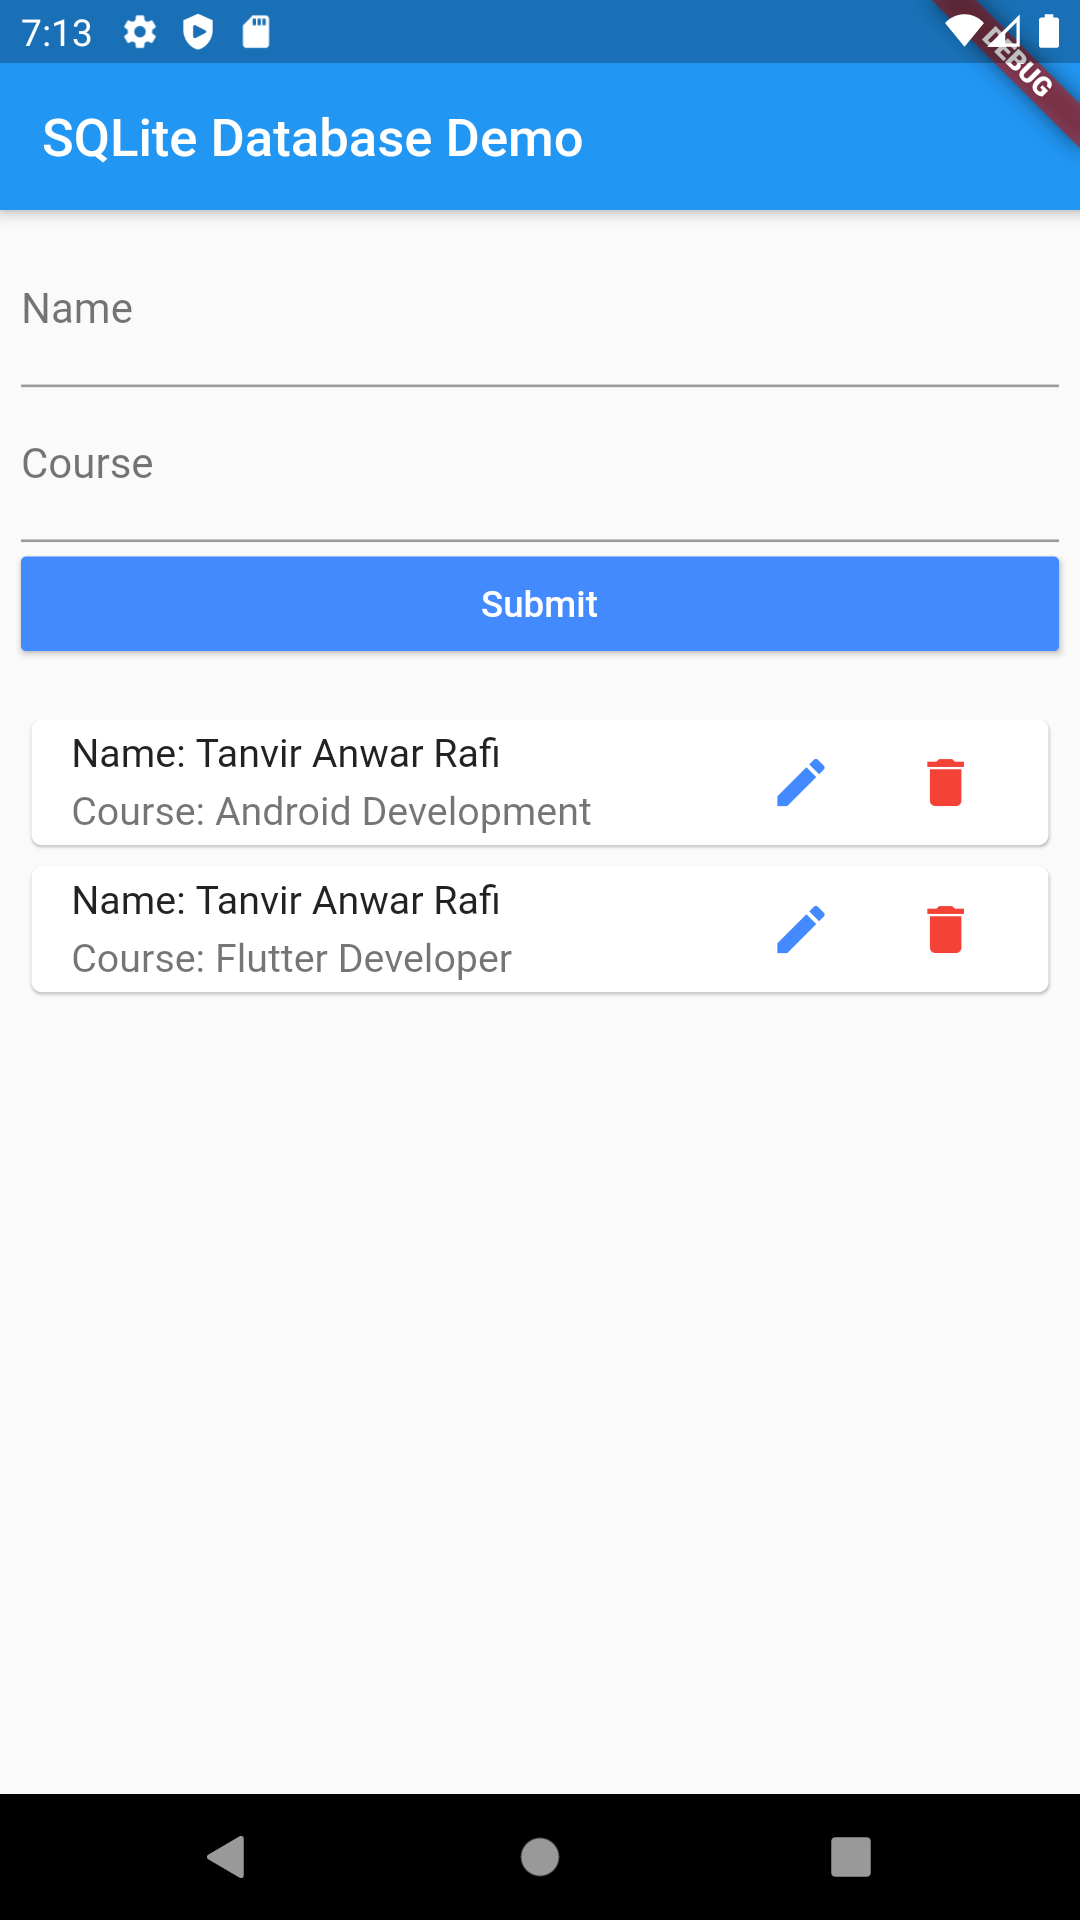 7:13
DEBUG
SQLite Database Demo
Name
Course
Submit
Name: Tanvir Anwar Rafi
Course: Android Development
Name: Tanvir Anwar Rafi
Course: Flutter Developer